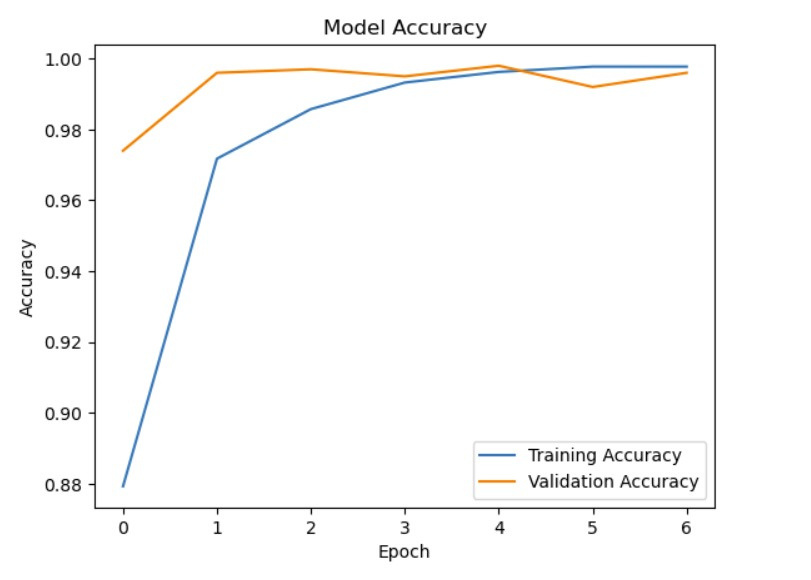 Model Accuracy
1.00
0.98
0.96
0.94
0.92
0.90
0.88
Accuracy
Training Accuracy
Validation Accuracy
0 1 2 3 4 5 6
Epoch